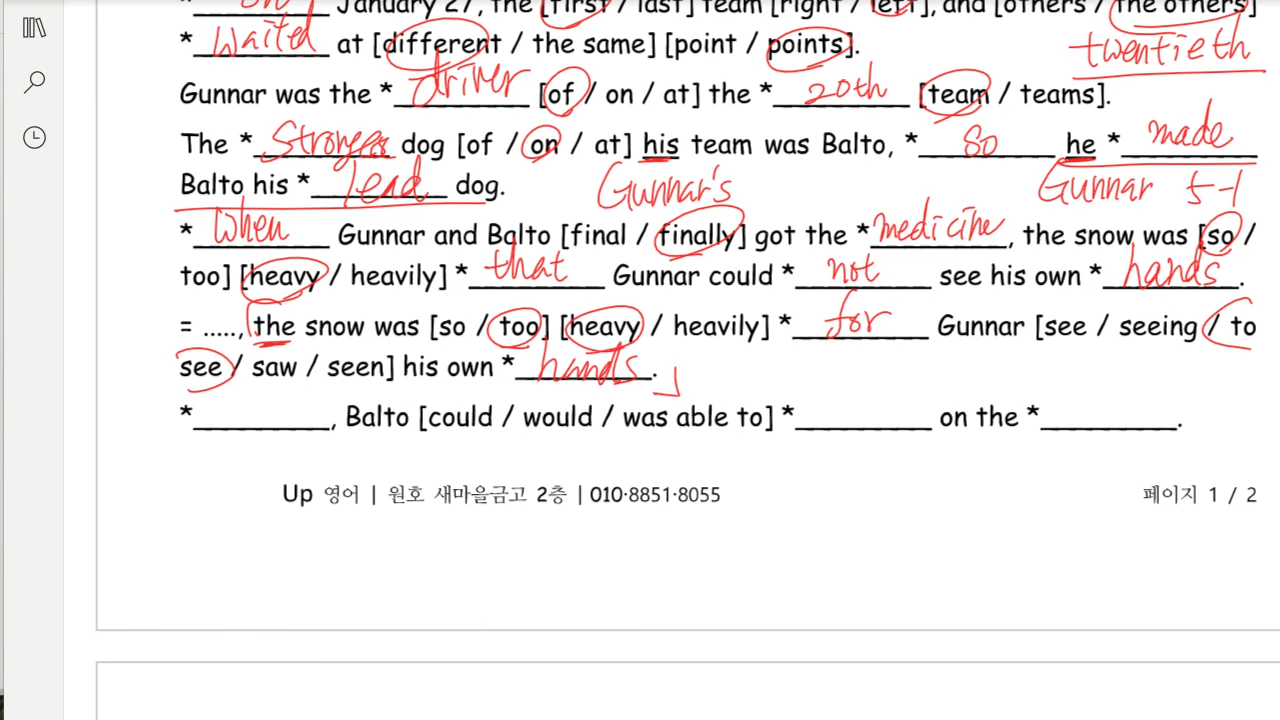 January 27, the [first / last] team [right / left], and [others / the others]
* waited at [different / the same] [point / points].
twentieth
Gunnar was the * driver [of / on / at] the * 20th [team / teams].
The * strongest dog [of / on / at] his team was Balto, * so he * made
Balto his * lead dog. Gunnar's Gunnar 5-1
* When Gunnar and Balto [final / finally] got the * medicine, the snow was [so /
too] [heavy / heavily] * that Gunnar could * not see his own * hands.
= ....., the snow was [so / too] [heavy / heavily] * for Gunnar [see / seeing / to
see / saw / seen] his own * hands.
*_________, Balto [could / would / was able to] *_________ on the *_________.
Up 영어 | 원호 새마을금고 2층 | 010·8851·8055 페이지 1 / 2